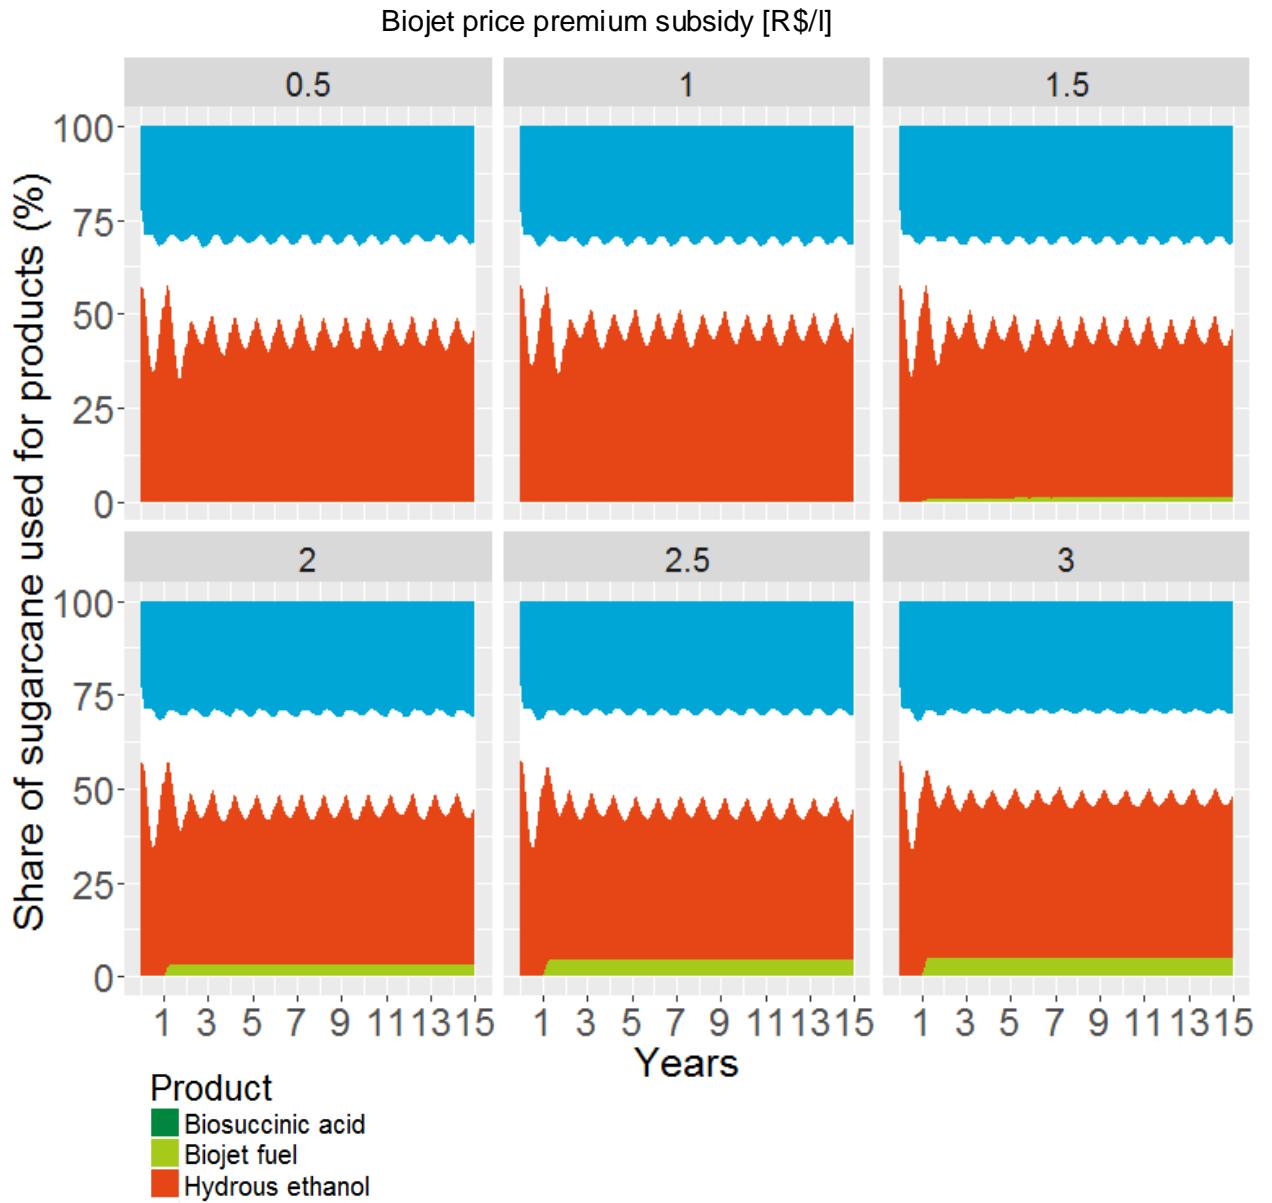 Biojet price premium subsidy [R$/l]
0.5 1 1.5
100
75
50
25
0
2 2.5 3
100
75
50
25
0
1 3 5 7 9 11 13 15 1 3 5 7 9 11 13 15 1 3 5 7 9 11 13 15
Share of sugarcane used for products (%)
Years
Product
Biosuccinic acid
Biojet fuel
Hydrous ethanol